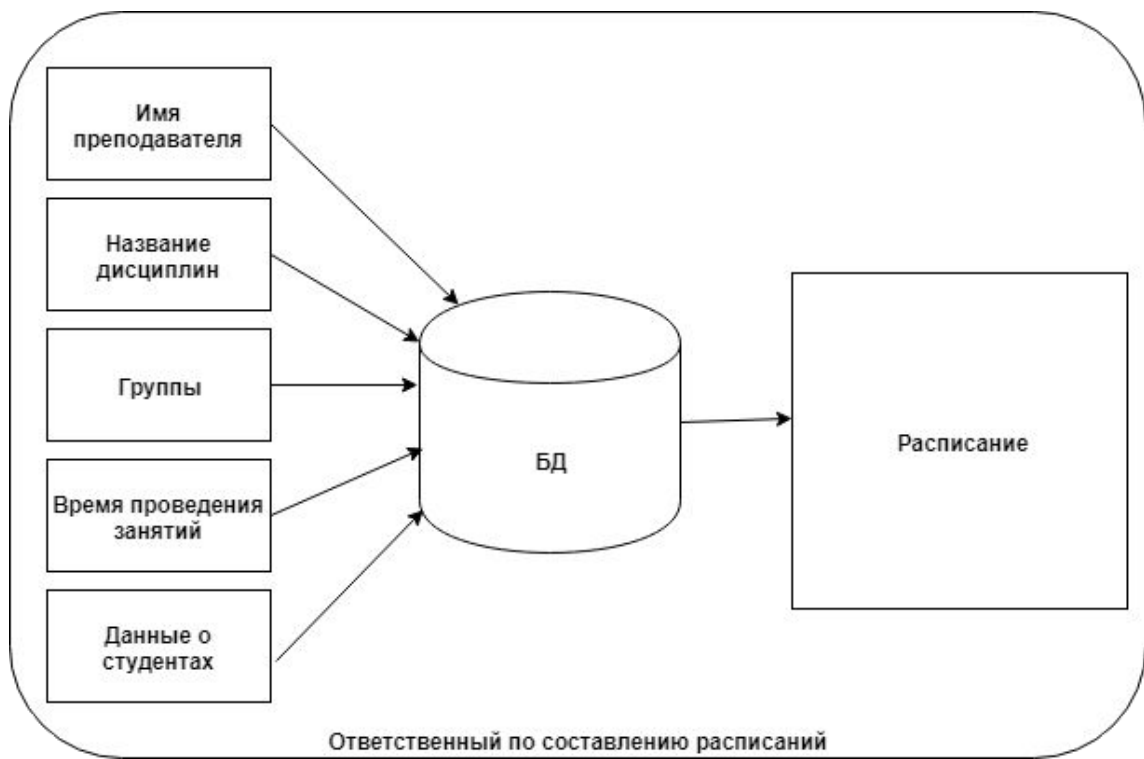 Имя
преподавателя
Название
дисциплин
Группы
Время проведения
занятий
Данные о
студентах
БД
Расписание
Ответственный по составлению расписаний